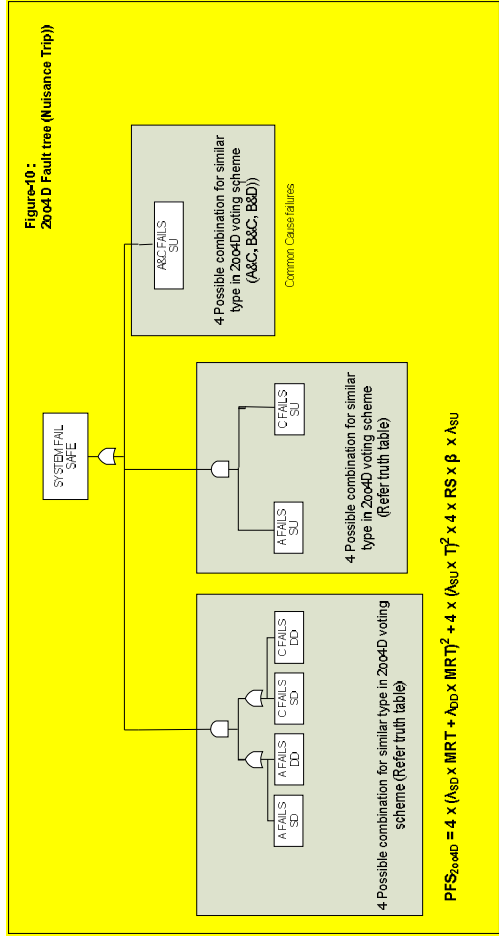 Figure-10 :
2oo4 D Fault tree (Nuisance Trip))
SYSTEM FAIL
SAFE
A FAILS
SD
A FAILS
DD
C FAILS
SD
C FAILS
DD
4 Possible combination for similar type in 2oo4D voting
scheme (Refer truth table)
A FAILS
SU
C FAILS
SU
4 Possible combination for similar
type in 2oo4D voting scheme
(Refer truth table)
A&C FAILS
SU
4 Possible combination for similar
type in 2oo4D voting scheme
(A&C, B&C, B&D))
Common Cause failures
PFS2oo4D = 4 x (λSD x MRT + λDD x MRT)² + 4 x (λSU x T)² x 4 x RS x β x λSU